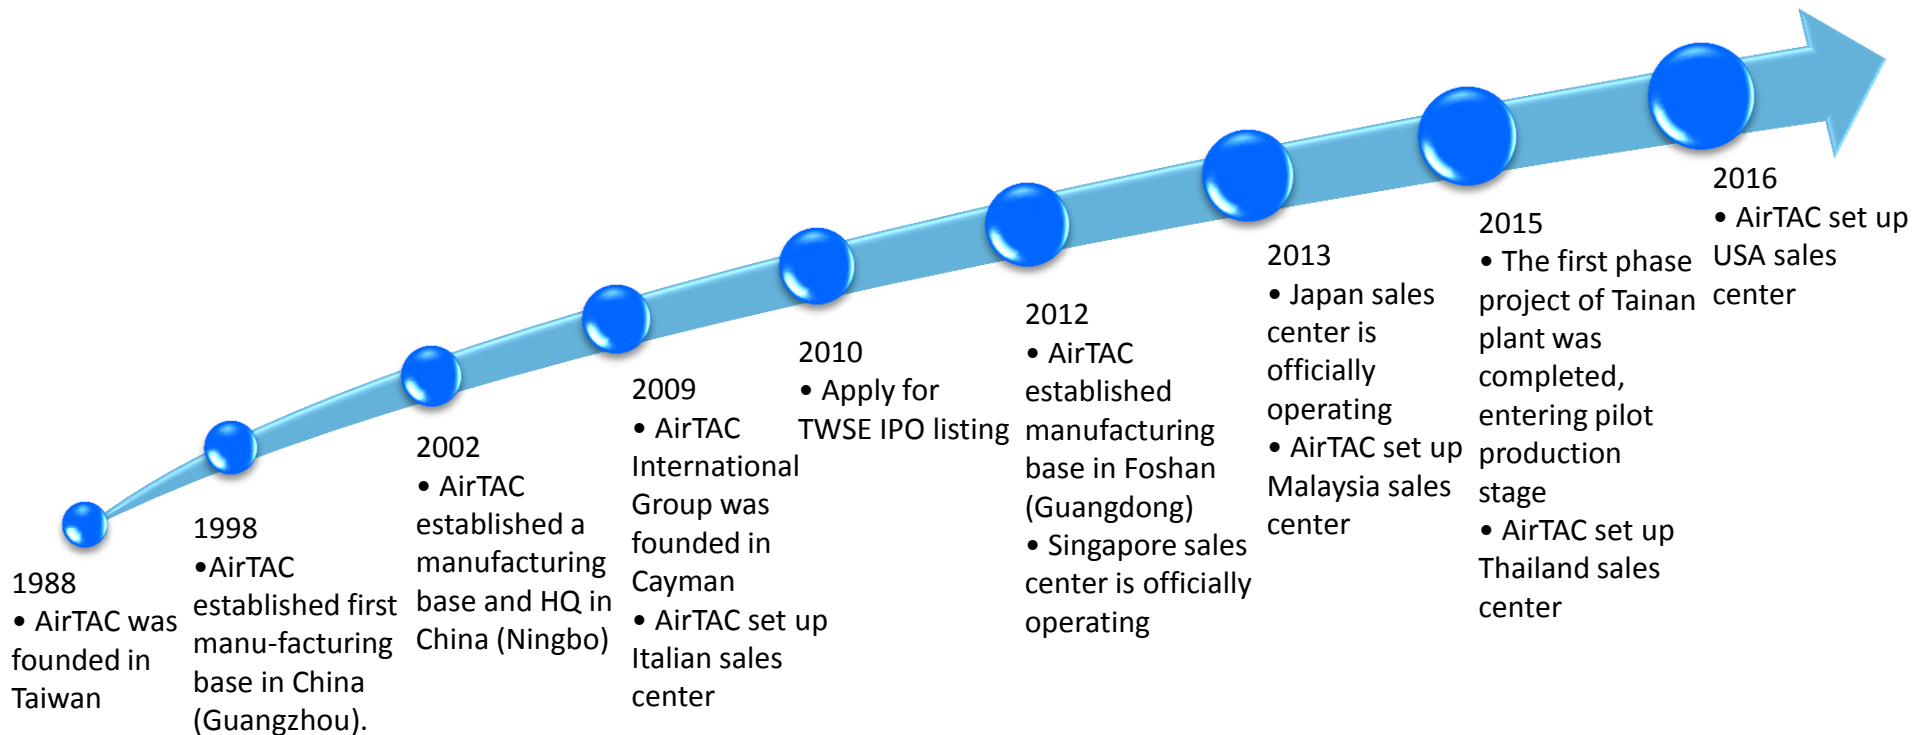 1988
• AirTAC was
founded in
Taiwan
1998
•AirTAC
established first
manu-facturing
base in China
(Guangzhou).
2002
• AirTAC
established a
manufacturing
base and HQ in
China (Ningbo)
2009
• AirTAC
International
Group was
founded in
Cayman
• AirTAC set up
Italian sales
center
2010
• Apply for
TWSE IPO listing
2012
• AirTAC
established
manufacturing
base in Foshan
(Guangdong)
• Singapore sales
center is officially
operating
2013
• Japan sales
center is
officially
operating
• AirTAC set up
Malaysia sales
center
2015
• The first phase
project of Tainan
plant was
completed,
entering pilot
production
stage
• AirTAC set up
Thailand sales
center
2016
• AirTAC set up
USA sales
center